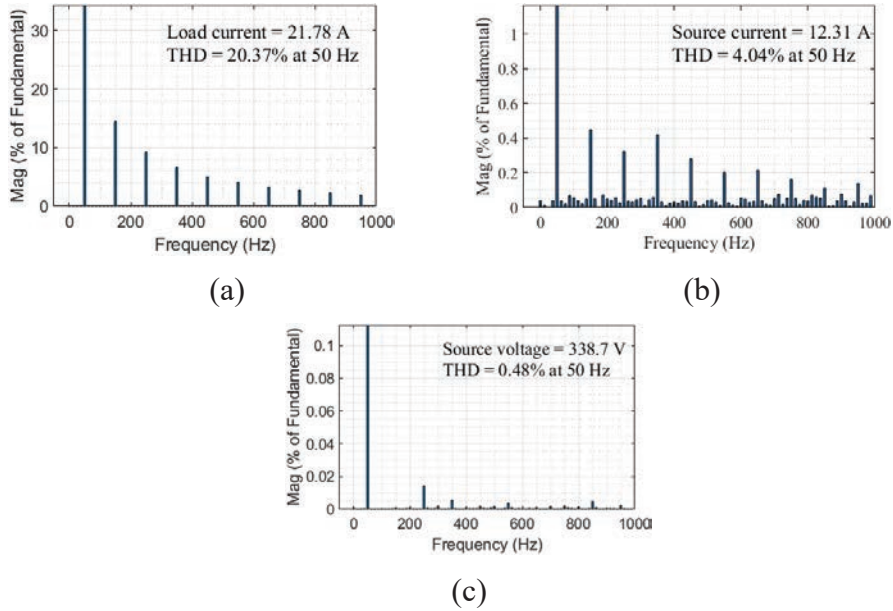 30
20
10
0
Mag (% of Fundamental)
Load current = 21.78 A
THD = 20.37% at 50 Hz
0 200 400 600 800 1000
Frequency (Hz)
(a)
1
0.8
0.6
0.4
0.2
0
Mag (% of Fundamental)
Source current = 12.31 A
THD = 4.04% at 50 Hz
0 200 400 600 800 1000
Frequency (Hz)
(b)
0.1
0.08
0.06
0.04
0.02
0
Mag (% of Fundamental)
Source voltage = 338.7 V
THD = 0.48% at 50 Hz
0 200 400 600 800 1000
Frequency (Hz)
(c)